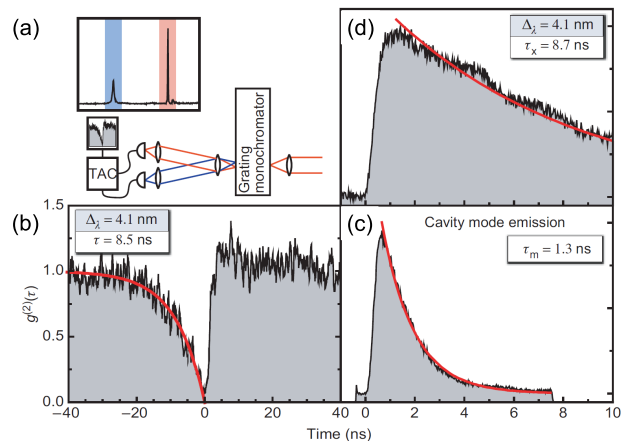 (a)
TAC
Grating
monochromator
(d)
Δλ = 4.1 nm
τx = 8.7 ns
(b)
Δλ = 4.1 nm
τ = 8.5 ns
1.5
1.0
0.5
0.0
g(2)(τ)
−40 −20 0 20 40
(c)
Cavity mode emission
τm = 1.3 ns
0 2 4 6 8 10
Time (ns)